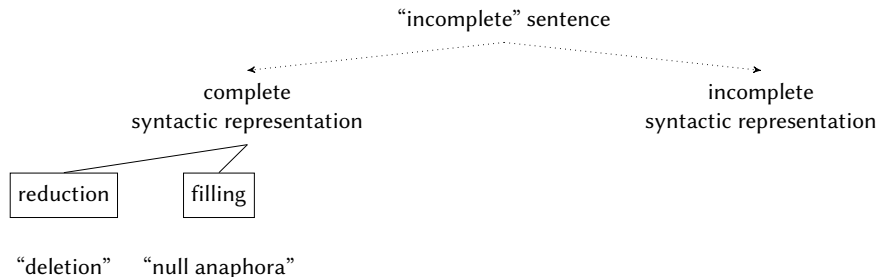 “incomplete” sentence
complete
syntactic representation
incomplete
syntactic representation
reduction
filling
“deletion”
“null anaphora”